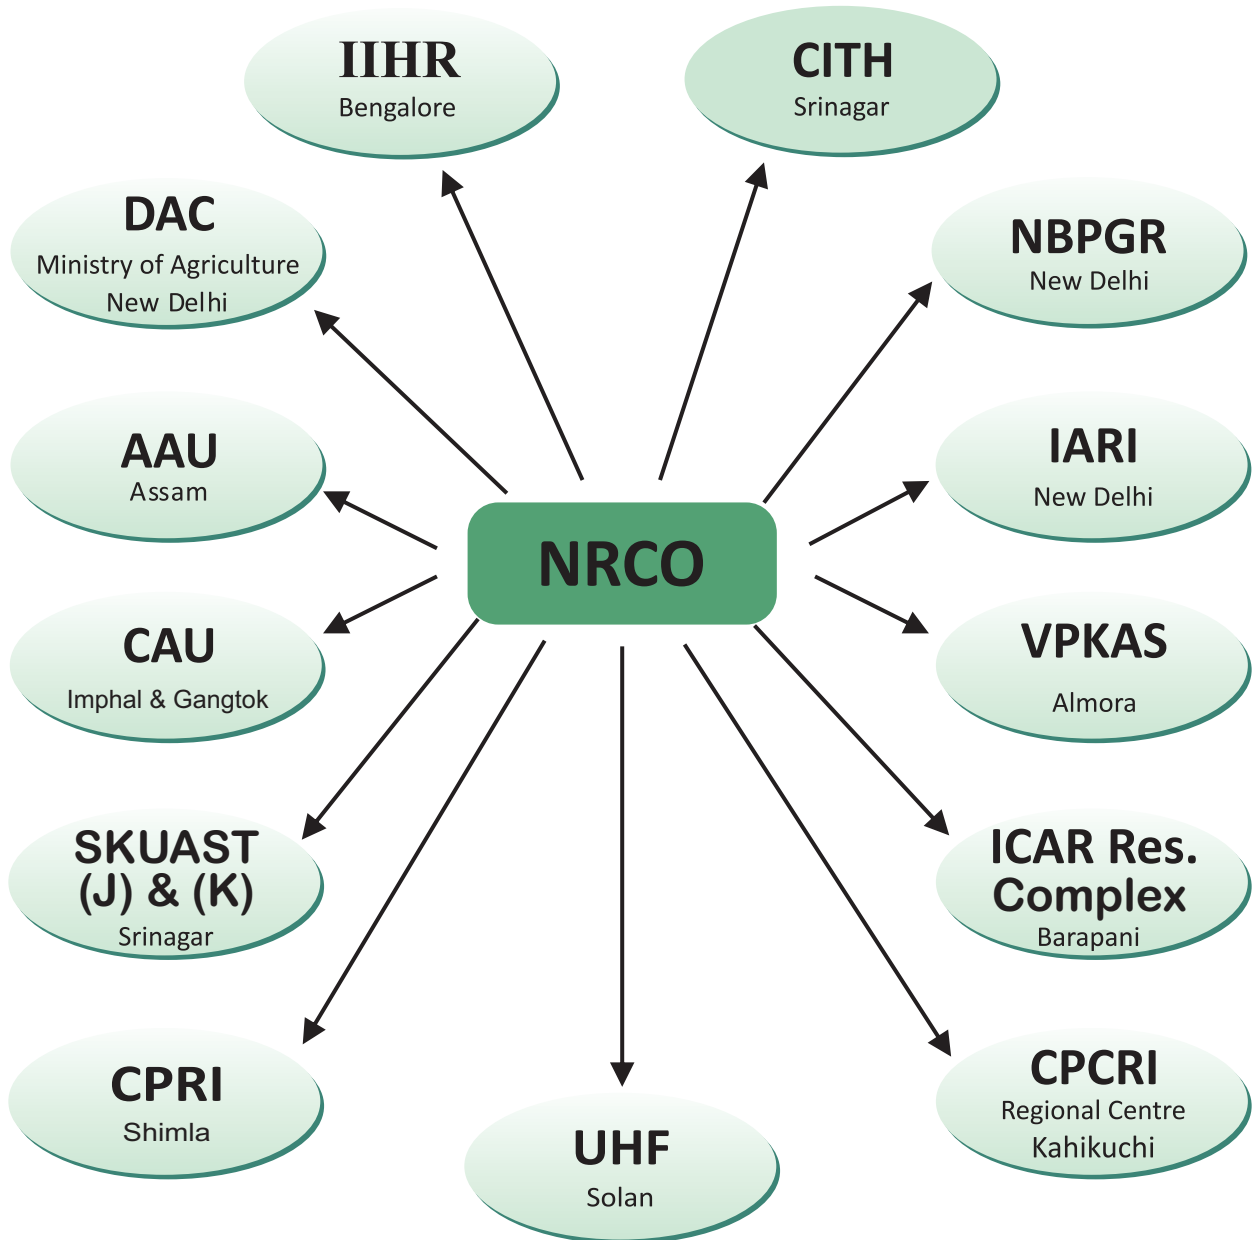 IIHR
Bengalore
CITH
Srinagar
DAC
Ministry of Agriculture
New Delhi
NBPGR
New Delhi
AAU
Assam
IARI
New Delhi
NRCO
CAU
Imphal & Gangtok
VPKAS
Almora
SKUAST
(J) & (K)
Srinagar
ICAR Res.
Complex
Barapani
CPRI
Shimla
UHF
Solan
CPCRI
Regional Centre
Kahikuchi